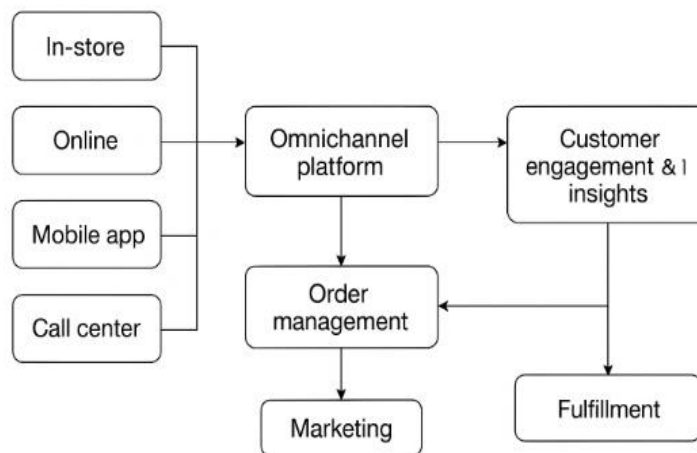 In-store
Online
Mobile app
Call center
Omnichannel
platform
Customer
engagement & l
insights
Order
management
Marketing
Fulfillment